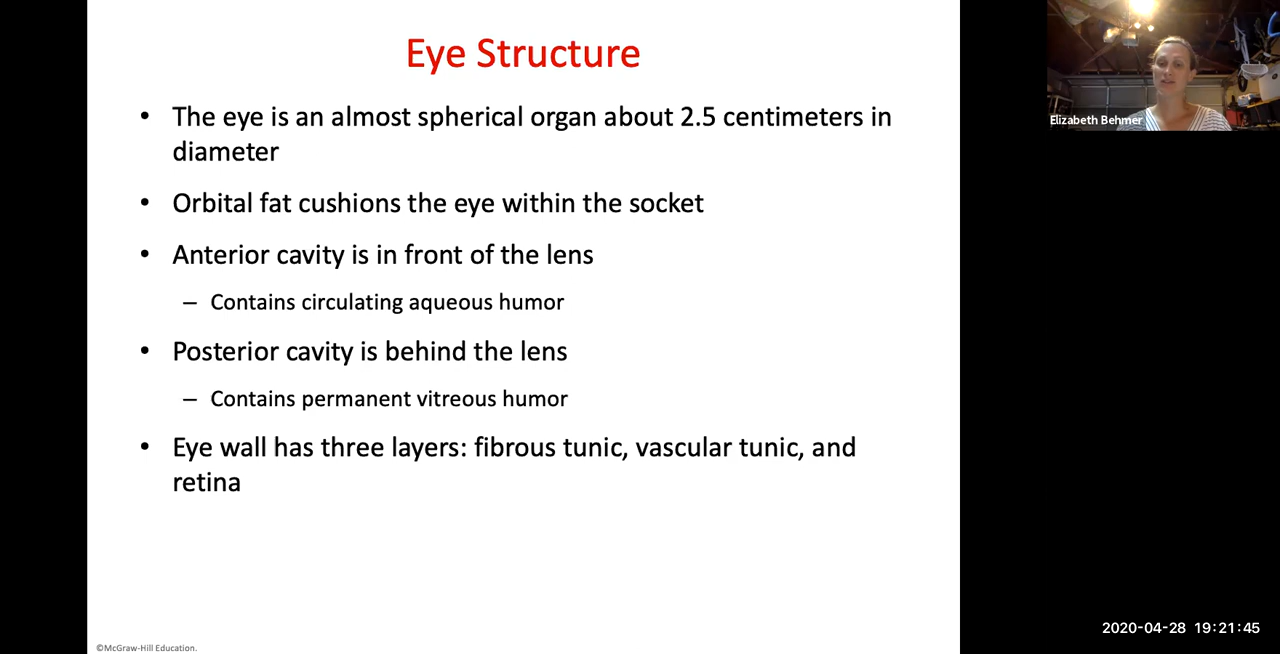 Eye Structure
• The eye is an almost spherical organ about 2.5 centimeters in
diameter
• Orbital fat cushions the eye within the socket
• Anterior cavity is in front of the lens
– Contains circulating aqueous humor
• Posterior cavity is behind the lens
– Contains permanent vitreous humor
• Eye wall has three layers: fibrous tunic, vascular tunic, and
retina
©McGraw-Hill Education.
Elizabeth Behmer
2020-04-28 19:21:45